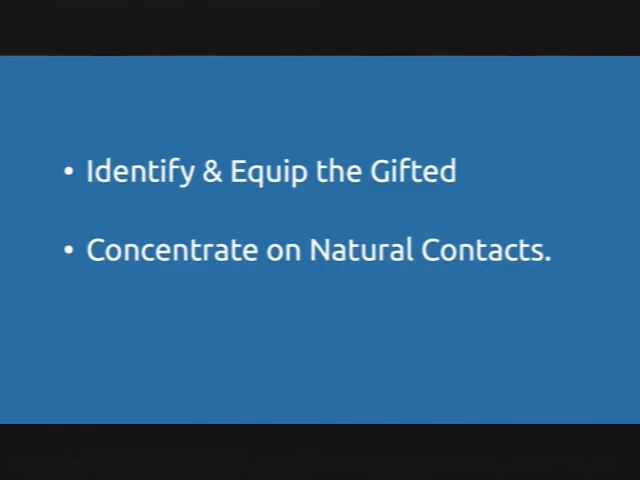 • Identify & Equip the Gifted
• Concentrate on Natural Contacts.